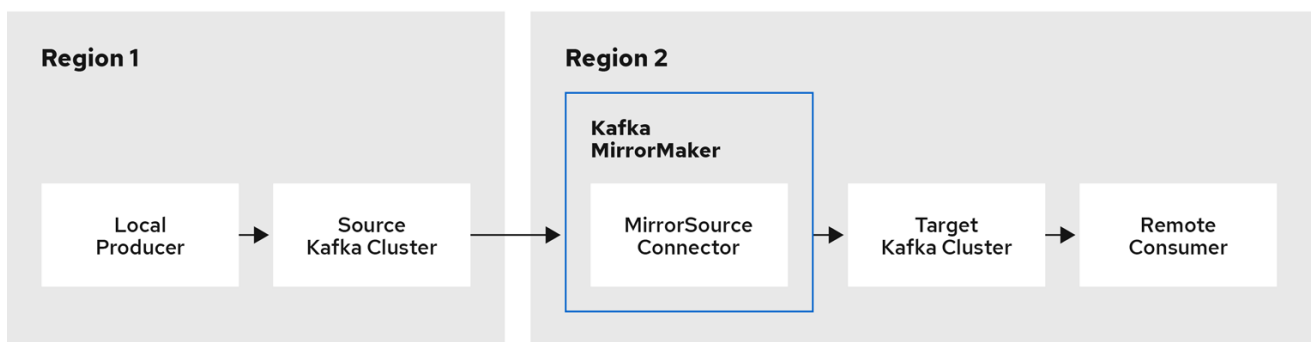 Region 1
Region 2
Kafka
MirrorMaker
Local
Producer
Source
Kafka Cluster
MirrorSource
Connector
Target
Kafka Cluster
Remote
Consumer